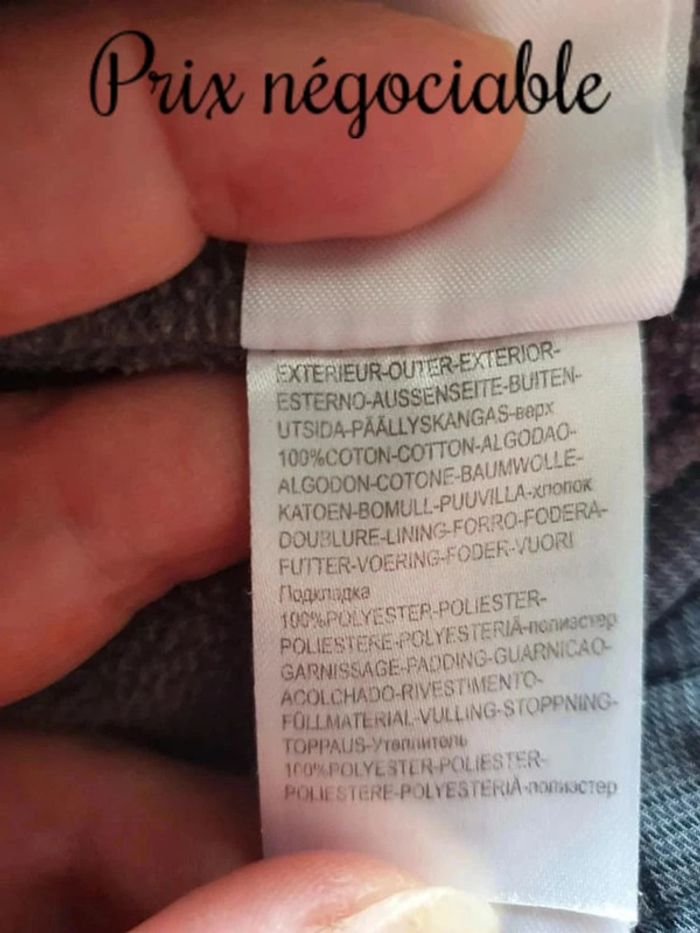 Prix négociable
EXTERIEUR-OUTER-EXTERIOR-
ESTERNO-AUSSENSEITE-BUITEN-
UTSIDA-PÄÄLLYSKANGAS-верх
100%COTON-COTTON-ALGODAO-
ALGODON-COTONE-BAUMWOLLE-
KATOEN-BOMULL-PUUVILLA-хлопок
DOUBLURE-LINING-FORRO-FODERA-
FUTTER-VOERING-FODER-VUORI
Подкладка
100%POLYESTER-POLIESTER-
POLIESTERE-POLYESTERIÄ-полиэстер
GARNISSAGE-PADDING-GUARNICAO-
ACOLCHADO-RIVESTIMENTO-
FÜLLMATERIAL-VULLING-STOPPNING-
TOPPAUS-Утеплитель
100%POLYESTER-POLIESTER-
POLIESTERE-POLYESTERIÄ-полиэстер